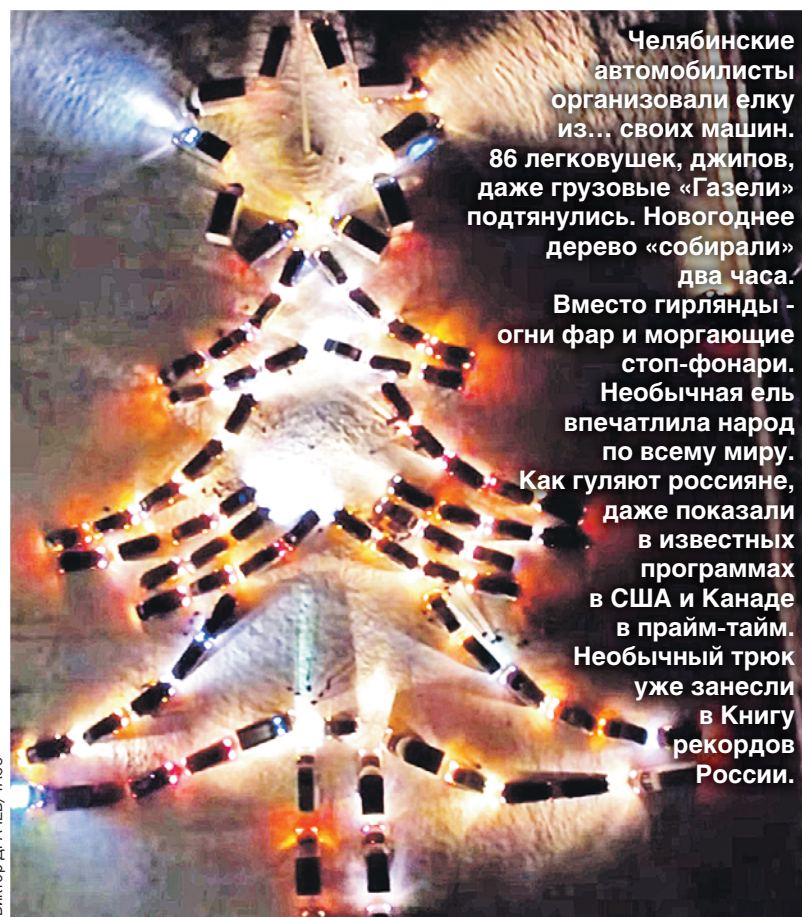 Челябинские
автомобилисты
организовали елку
из… своих машин.
86 легковушек, джипов,
даже грузовые «Газели»
подтянулись. Новогоднее
дерево «собирали»
два часа.
Вместо гирлянды -
огни фар и моргающие
стоп-фонари.
Необычная ель
впечатлила народ
по всему миру.
Как гуляют россияне,
даже показали
в известных
программах
в США и Канаде
в прайм-тайм.
Необычный трюк
уже занесли
в Книгу
рекордов
России.